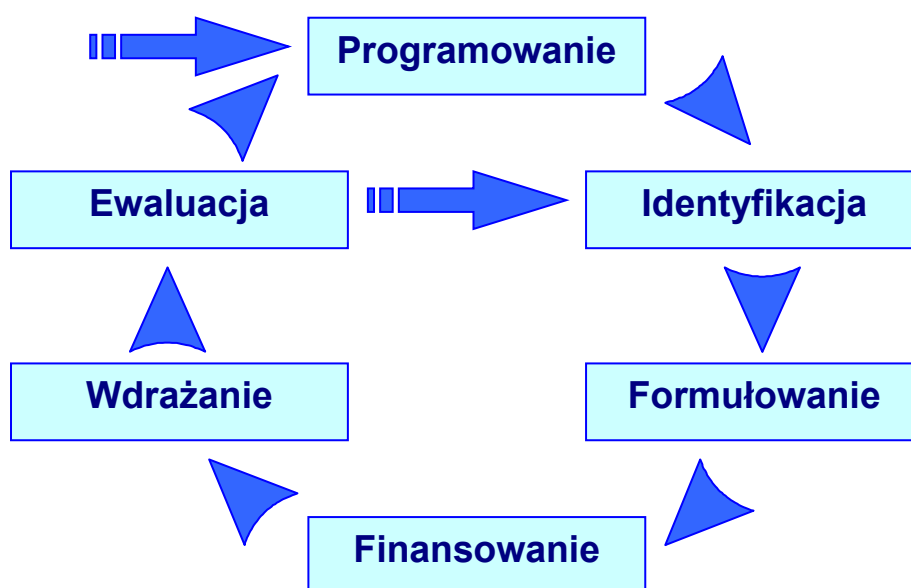 Programowanie
Ewaluacja
Identyfikacja
Wdrażanie
Formułowanie
Finansowanie